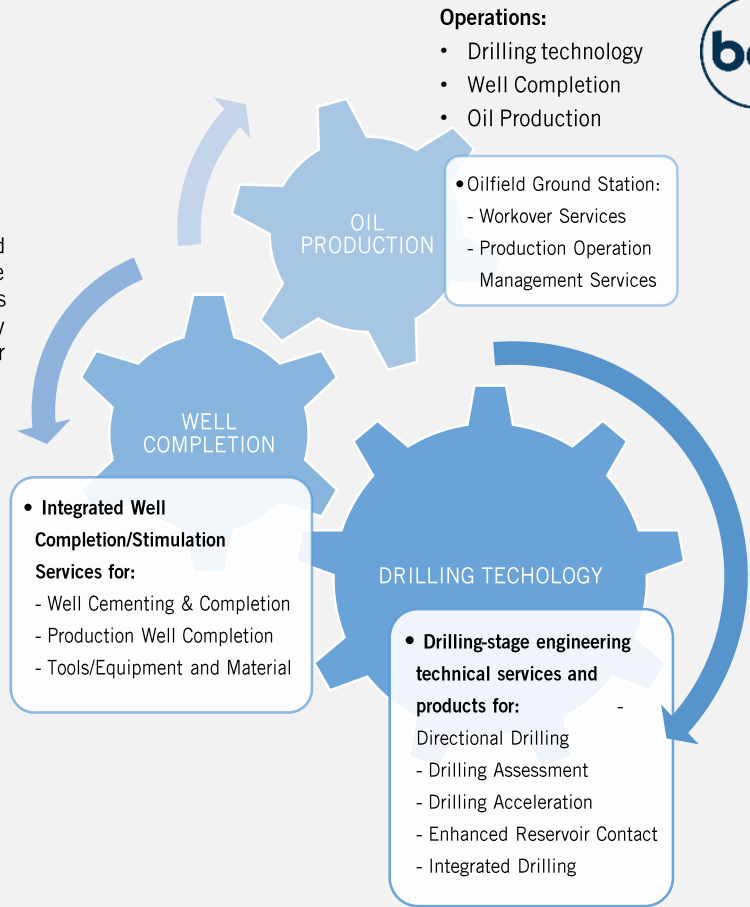 Operations:
• Drilling technology
• Well Completion
• Oil Production
OIL
PRODUCTION
• Oilfield Ground Station:
- Workover Services
- Production Operation
Management Services
WELL
COMPLETION
• Integrated Well
Completion/Stimulation
Services for:
- Well Cementing & Completion
- Production Well Completion
- Tools/Equipment and Material
DRILLING TECHOLOGY
• Drilling-stage engineering
technical services and
products for: -
Directional Drilling
- Drilling Assessment
- Drilling Acceleration
- Enhanced Reservoir Contact
- Integrated Drilling